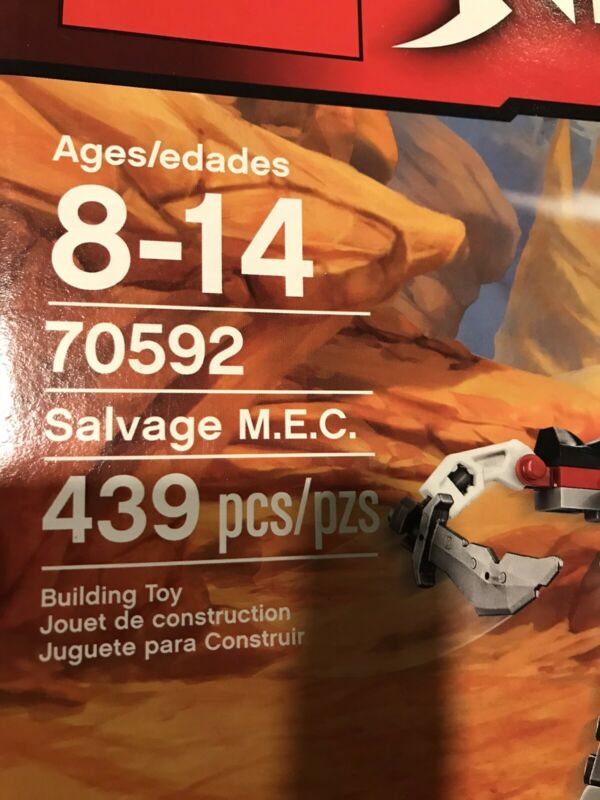 Ages/edades
8-14
70592
Salvage M.E.C.
439 pcs/pzs
Building Toy
Jouet de construction
Juguete para Construir